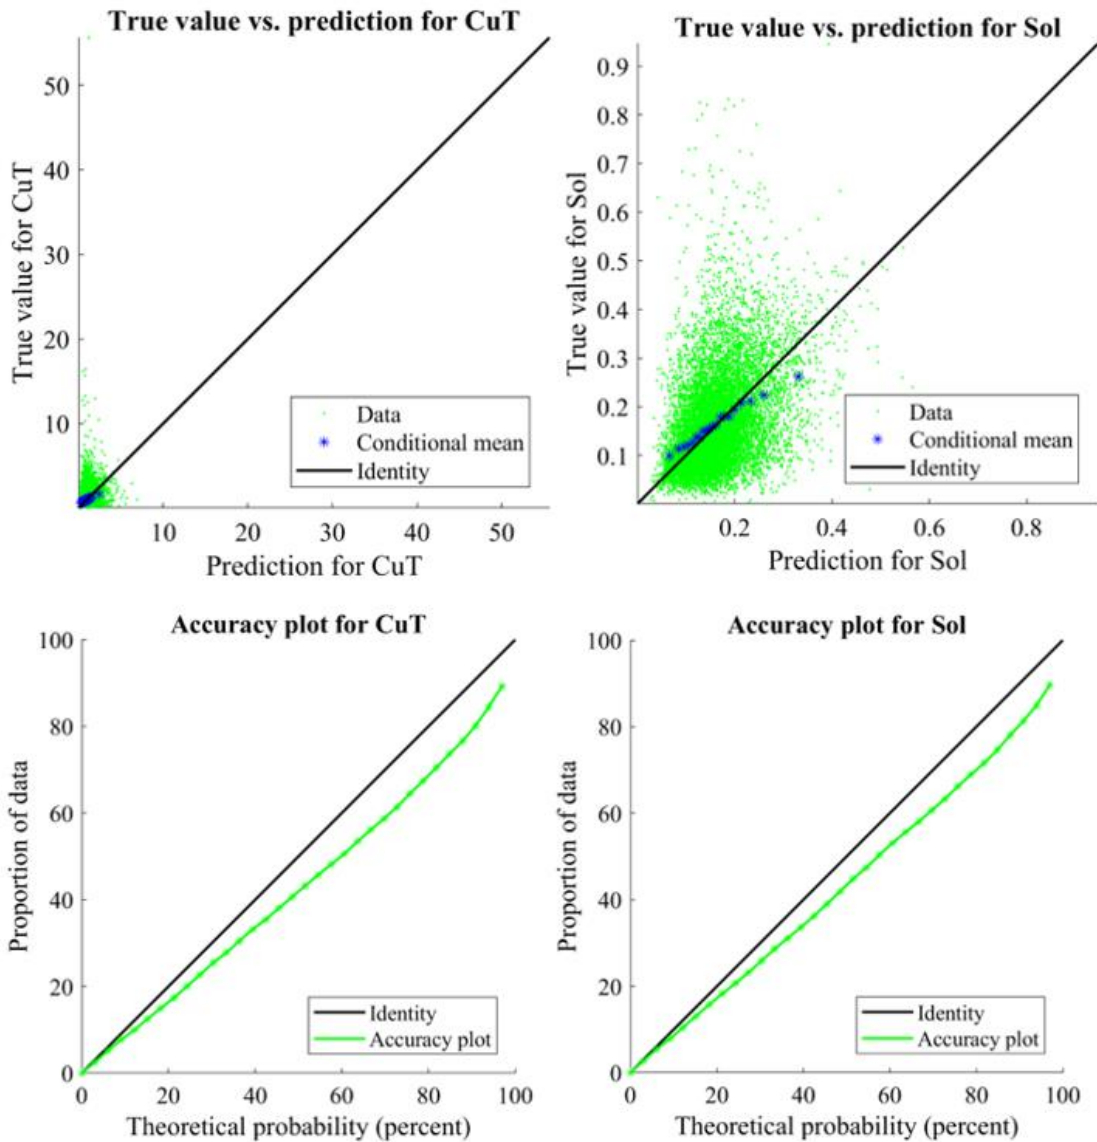 True value vs. prediction for CuT
True value for CuT
50
40
30
20
10
Data
Conditional mean
Identity
10 20 30 40 50
Prediction for CuT
True value vs. prediction for Sol
True value for Sol
0.9
0.8
0.7
0.6
0.5
0.4
0.3
0.2
0.1
Data
Conditional mean
Identity
0.2 0.4 0.6 0.8
Prediction for Sol
Accuracy plot for CuT
Proportion of data
100
80
60
40
20
0
Identity
Accuracy plot
0 20 40 60 80 100
Theoretical probability (percent)
Accuracy plot for Sol
Proportion of data
100
80
60
40
20
0
Identity
Accuracy plot
0 20 40 60 80 100
Theoretical probability (percent)